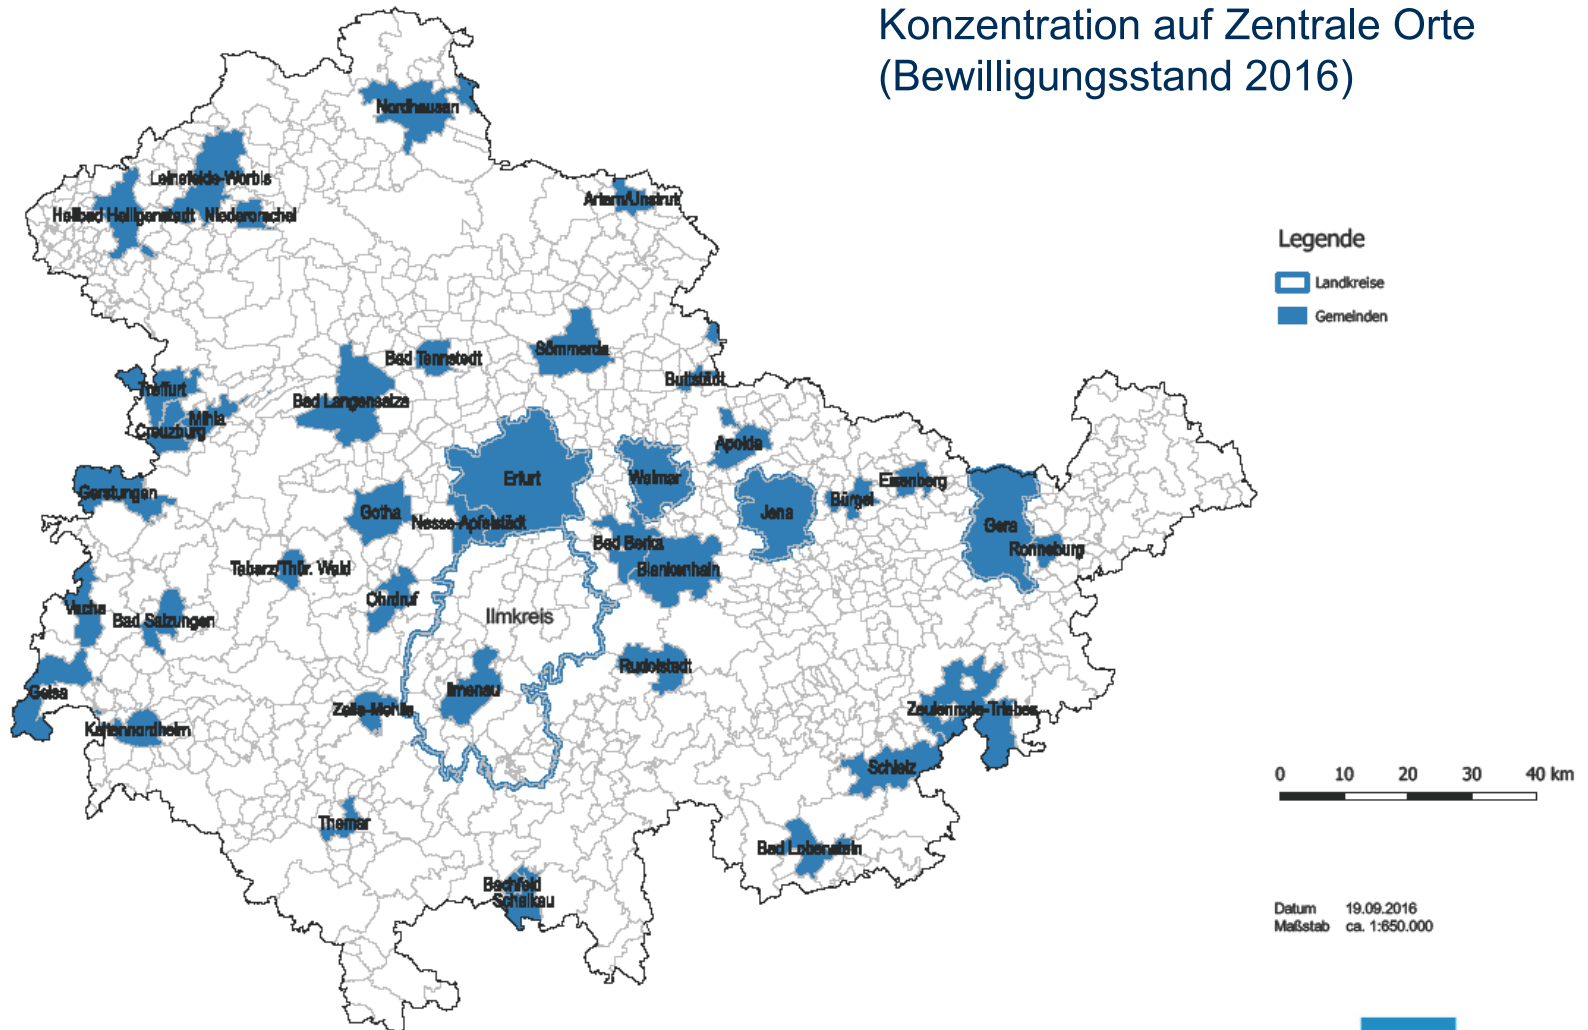 Konzentration auf Zentrale Orte
(Bewilligungsstand 2016)
Nordhausen
Leinefelde-Worbis
Heilbad Heiligenstadt
Niederorschel
Artern/Unstrut
Legende
Landkreise
Gemeinden
Sömmerda
Bad Tennstedt
Buttstädt
Treffurt
Bad Langensalza
Mihla
Creuzburg
Apolda
Erfurt
Weimar
Eisenberg
Gerstungen
Bürgel
Gotha
Jena
Nesse-Apfelstädt
Gera
Bad Berka
Ronneburg
Tabarz/Thür. Wald
Blankenhain
Ohrdruf
Vacha
Bad Salzungen
Ilmkreis
Rudolstadt
Geisa
Ilmenau
Zella-Mehlis
Zeulenroda-Triebes
Kaltennordheim
Schleiz
0 10 20 30 40 km
Themar
Bad Lobenstein
Bachfeld
Schalkau
Datum 19.09.2016
Maßstab ca. 1:650.000